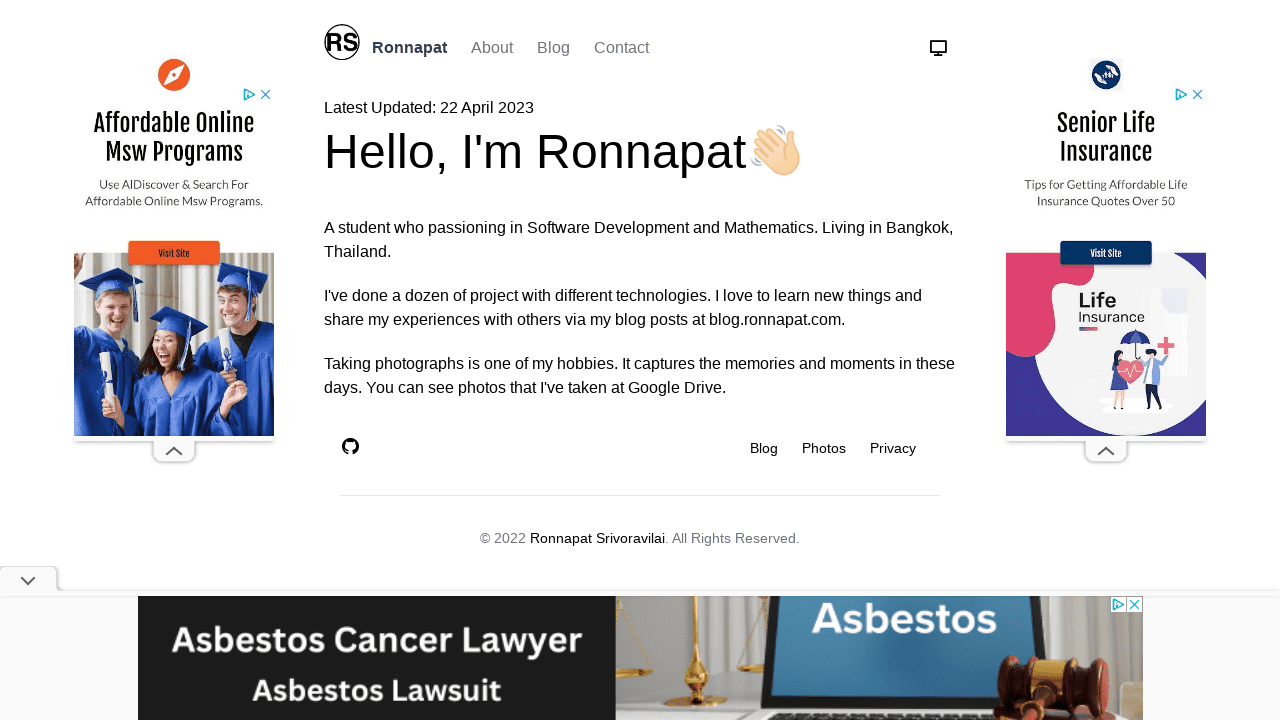 RS
Ronnapat About Blog Contact
Latest Updated: 22 April 2023
Hello, I'm Ronnapat👋🏻
A student who passioning in Software Development and Mathematics. Living in Bangkok,
Thailand.
I've done a dozen of project with different technologies. I love to learn new things and
share my experiences with others via my blog posts at blog.ronnapat.com.
Taking photographs is one of my hobbies. It captures the memories and moments in these
days. You can see photos that I've taken at Google Drive.
Blog Photos Privacy
© 2022 Ronnapat Srivoravilai. All Rights Reserved.
Affordable Online
Msw Programs
Use AIDiscover & Search For
Affordable Online Msw Programs.
Visit Site
Senior Life
Insurance
Tips for Getting Affordable Life
Insurance Quotes Over 50
Visit Site
Life
Insurance
Asbestos Cancer Lawyer
Asbestos Lawsuit
Asbestos